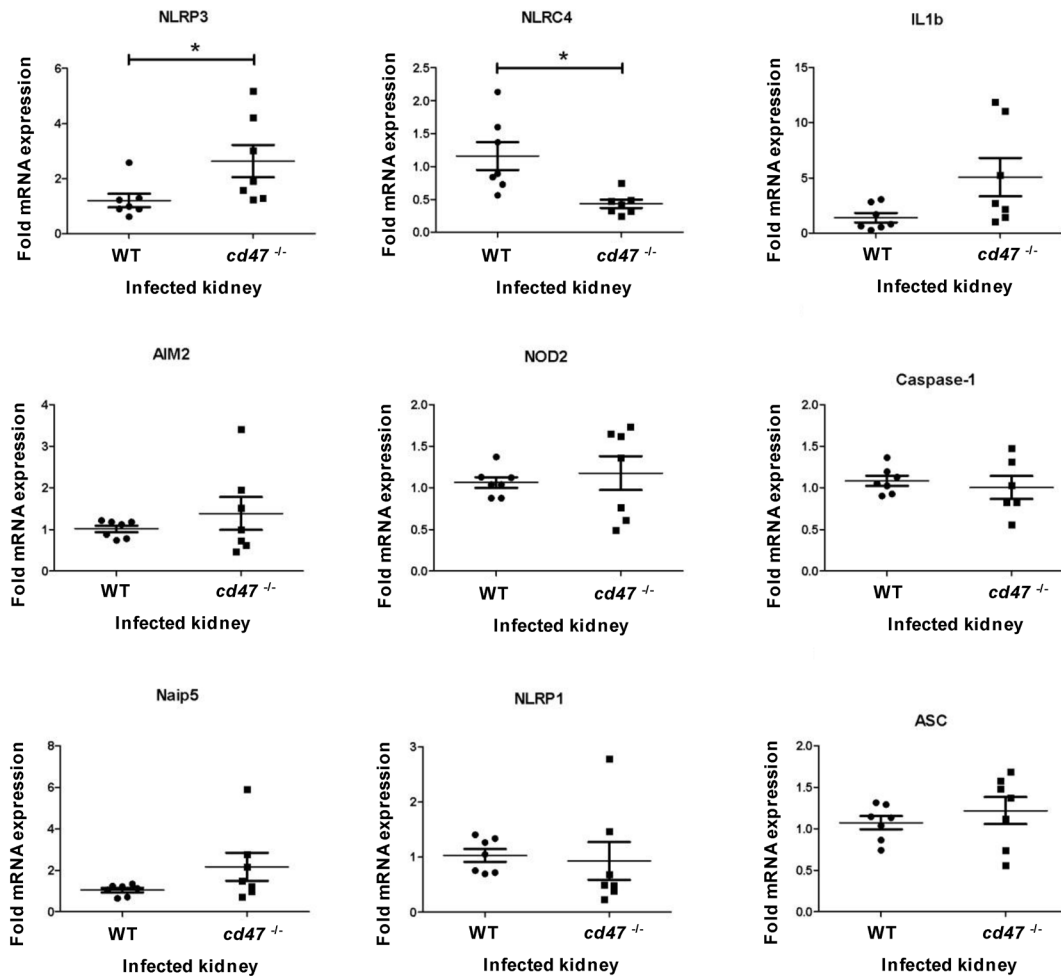 NLRP3
*
Fold mRNA expression
6
4
2
0
WT
cd47 -/-
Infected kidney
NLRC4
*
Fold mRNA expression
2.5
2.0
1.5
1.0
0.5
0.0
WT
cd47 -/-
Infected kidney
IL1b
Fold mRNA expression
15
10
5
0
WT
cd47 -/-
Infected kidney
AIM2
Fold mRNA expression
4
3
2
1
0
WT
cd47 -/-
Infected kidney
NOD2
Fold mRNA expression
2.0
1.5
1.0
0.5
0.0
WT
cd47 -/-
Infected kidney
Caspase-1
Fold mRNA expression
2.0
1.5
1.0
0.5
0.0
WT
cd47 -/-
Infected kidney
Naip5
Fold mRNA expression
8
6
4
2
0
WT
cd47 -/-
Infected kidney
NLRP1
Fold mRNA expression
3
2
1
0
WT
cd47 -/-
Infected kidney
ASC
Fold mRNA expression
2.0
1.5
1.0
0.5
0.0
WT
cd47 -/-
Infected kidney